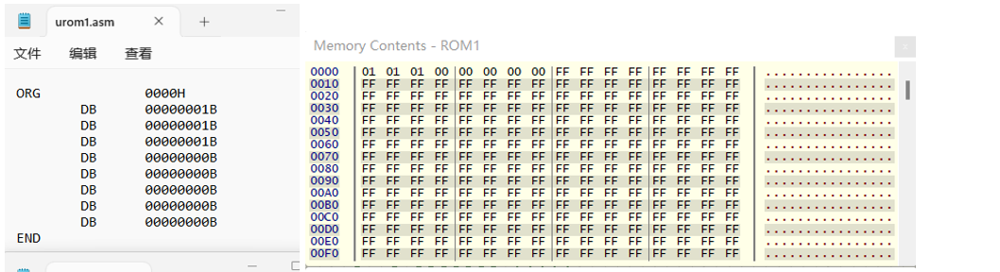 urom1.asm × +
文件 编辑 查看
ORG 0000H
DB 00000001B
DB 00000001B
DB 00000001B
DB 00000000B
DB 00000000B
DB 00000000B
DB 00000000B
DB 00000000B
END
Memory Contents - ROM1
0000 01 01 01 00 00 00 00 00 FF FF FF FF FF FF FF FF ................
0010 FF FF FF FF FF FF FF FF FF FF FF FF FF FF FF FF ................
0020 FF FF FF FF FF FF FF FF FF FF FF FF FF FF FF FF ................
0030 FF FF FF FF FF FF FF FF FF FF FF FF FF FF FF FF ................
0040 FF FF FF FF FF FF FF FF FF FF FF FF FF FF FF FF ................
0050 FF FF FF FF FF FF FF FF FF FF FF FF FF FF FF FF ................
0060 FF FF FF FF FF FF FF FF FF FF FF FF FF FF FF FF ................
0070 FF FF FF FF FF FF FF FF FF FF FF FF FF FF FF FF ................
0080 FF FF FF FF FF FF FF FF FF FF FF FF FF FF FF FF ................
0090 FF FF FF FF FF FF FF FF FF FF FF FF FF FF FF FF ................
00A0 FF FF FF FF FF FF FF FF FF FF FF FF FF FF FF FF ................
00B0 FF FF FF FF FF FF FF FF FF FF FF FF FF FF FF FF ................
00C0 FF FF FF FF FF FF FF FF FF FF FF FF FF FF FF FF ................
00D0 FF FF FF FF FF FF FF FF FF FF FF FF FF FF FF FF ................
00E0 FF FF FF FF FF FF FF FF FF FF FF FF FF FF FF FF ................
00F0 FF FF FF FF FF FF FF FF FF FF FF FF FF FF FF FF ................